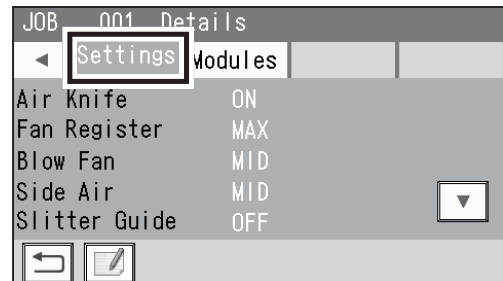 JOB 001 Details
Settings Modules
Air Knife ON
Fan Register MAX
Blow Fan MID
Side Air MID
Slitter Guide OFF